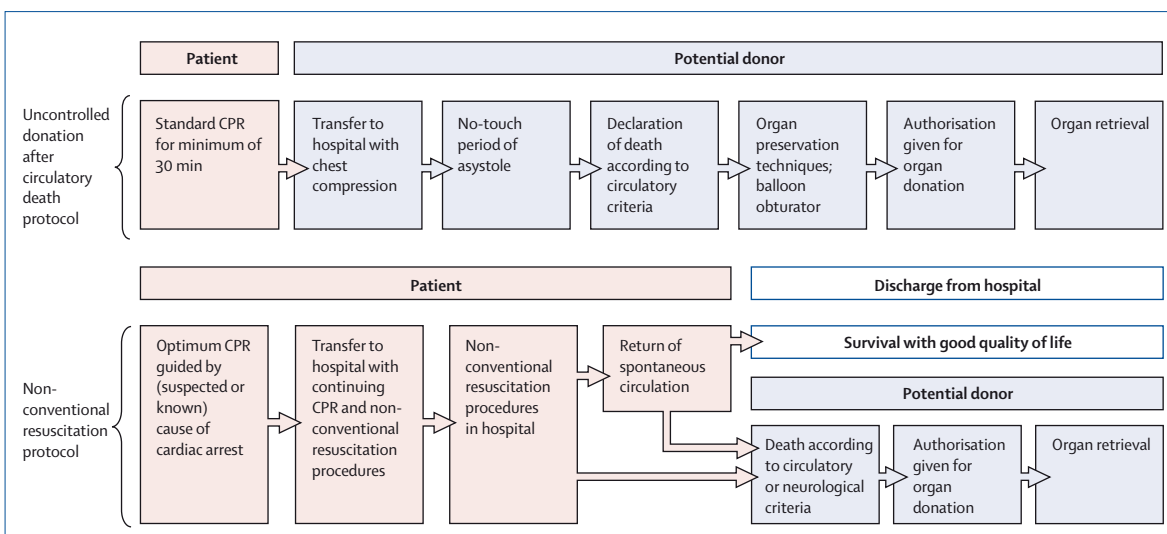 Patient
Potential donor
Uncontrolled
donation
after
circulatory
death
protocol
Standard CPR
for minimum of
30 min
Transfer to
hospital with
chest
compression
No-touch
period of
asystole
Declaration
of death
according to
circulatory
criteria
Organ
preservation
techniques;
balloon
obturator
Authorisation
given for
organ
donation
Organ retrieval
Patient
Discharge from hospital
Non-
conventional
resuscitation
protocol
Optimum CPR
guided by
(suspected or
known)
cause of
cardiac arrest
Transfer to
hospital with
continuing
CPR and non-
conventional
resuscitation
procedures
Non-
conventional
resuscitation
procedures
in hospital
Return of
spontaneous
circulation
Survival with good quality of life
Potential donor
Death according
to circulatory
or neurological
criteria
Authorisation
given for
organ
donation
Organ retrieval